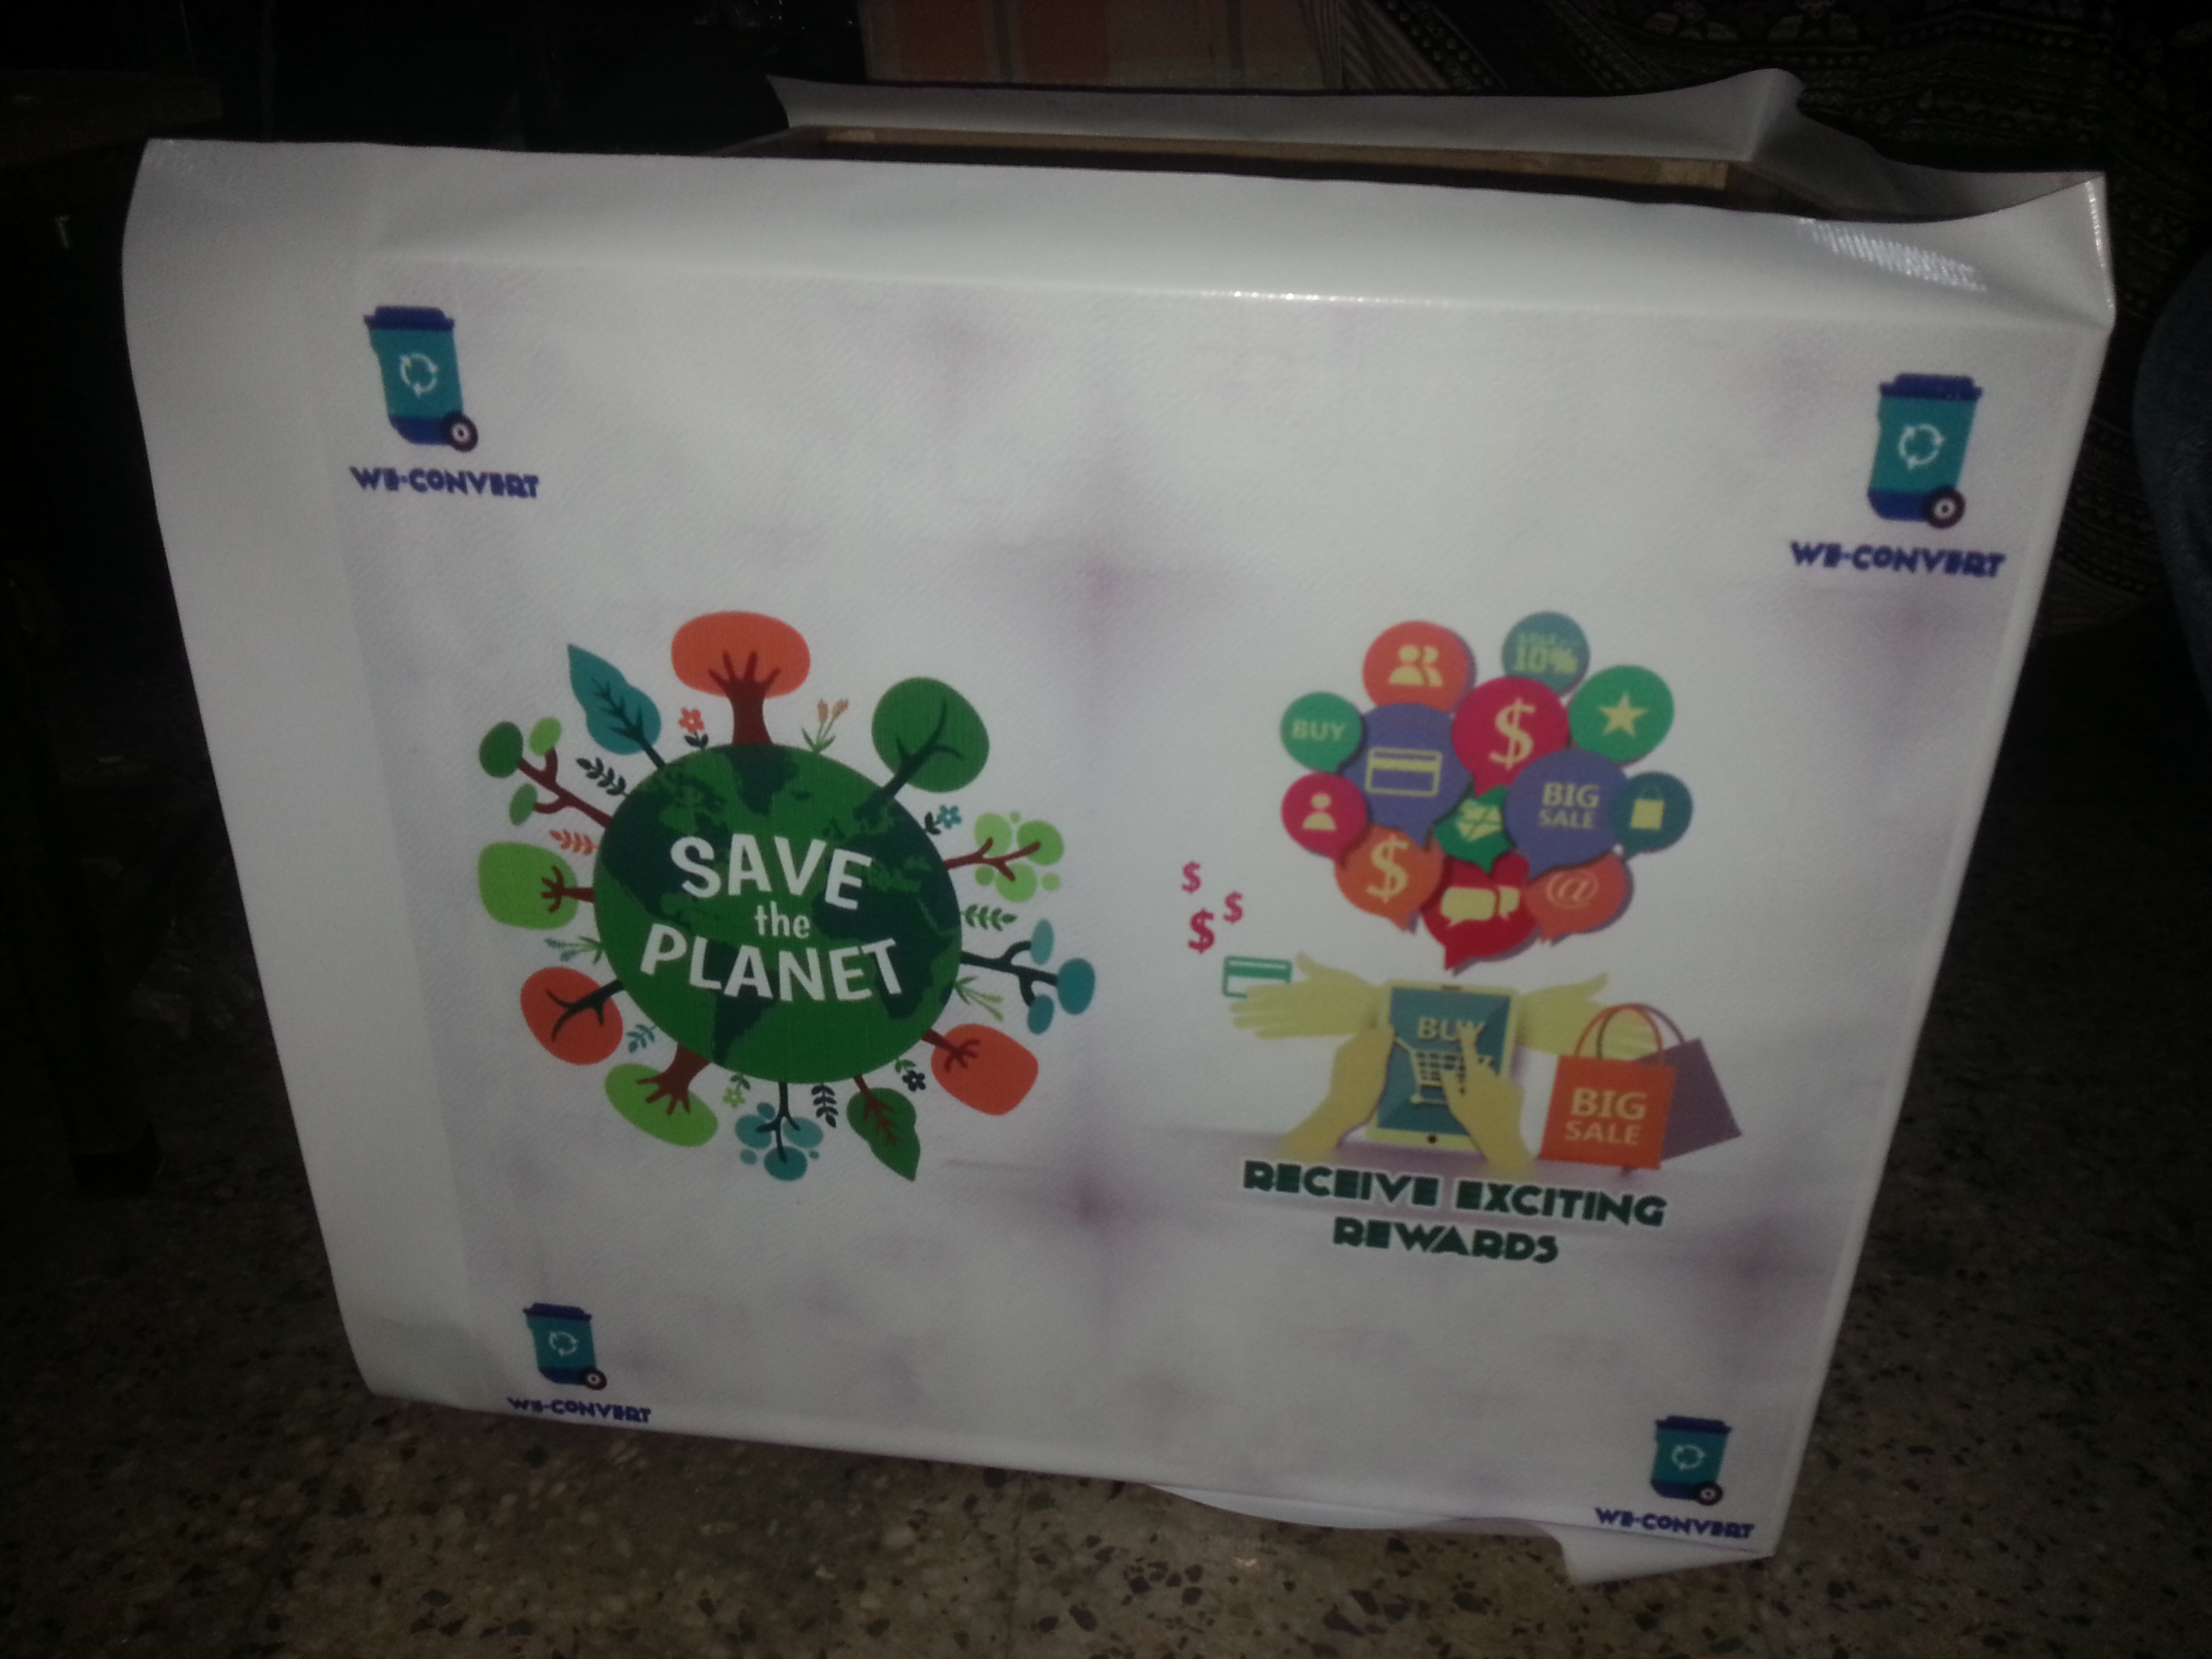 WE-CONVERT
WE-CONVERT
SAVE
the
PLANET
10%
BUY
$
BIG
SALE
$
@
$
$
$
BUY
BIG
SALE
RECEIVE EXCITING
REWARDS
WE-CONVERT
WE-CONVERT